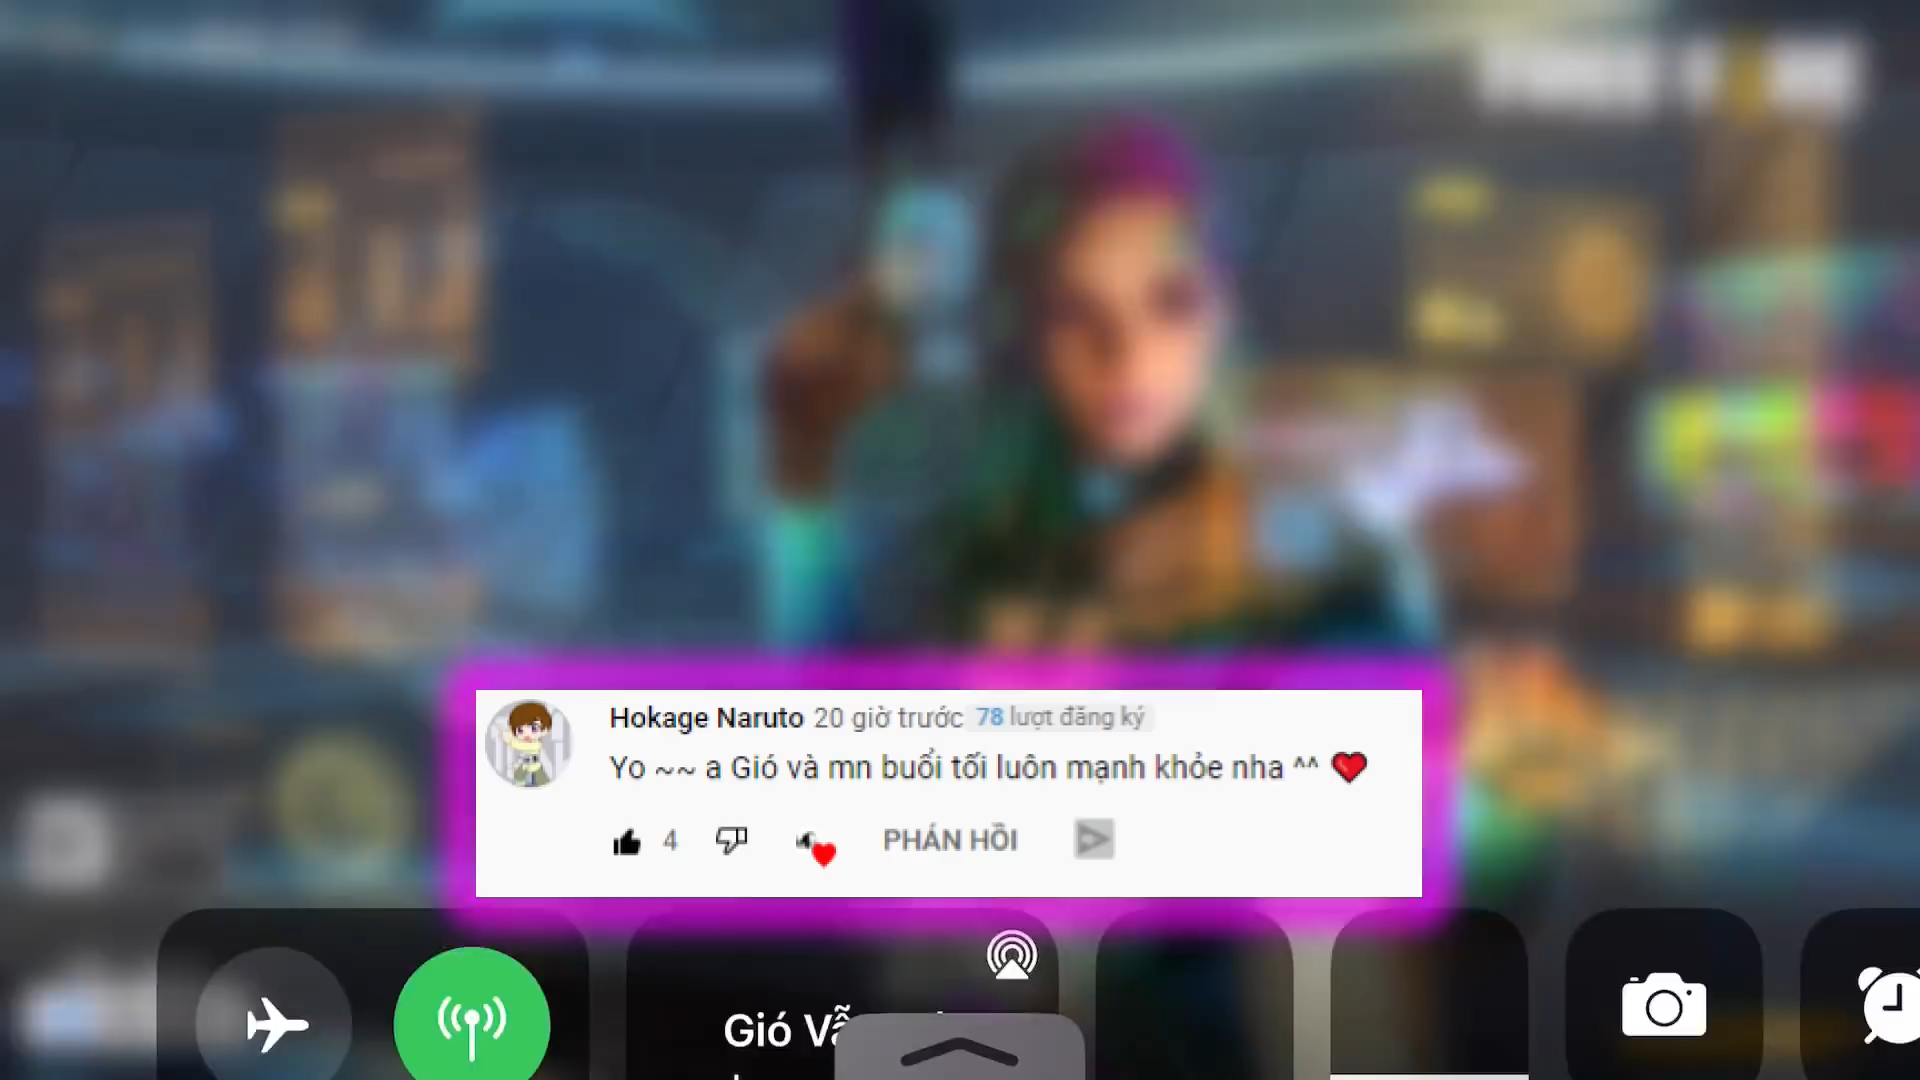 Hokage Naruto 20 giờ trước 78 lượt đăng ký
Yo ~~ a Gió và mn buổi tối luôn mạnh khỏe nha ^^ ❤️
4 PHẢN HỒI
Gió